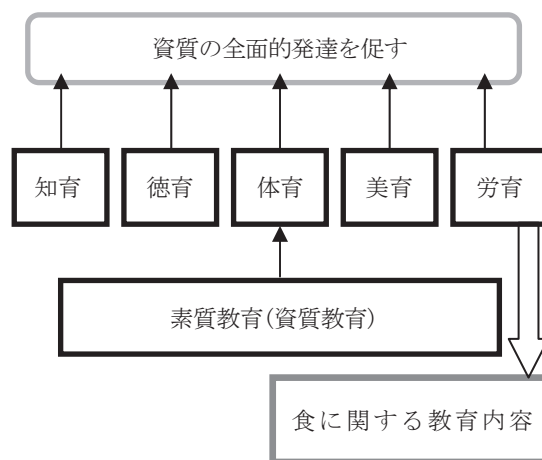 資質の全面的発達を促す
知育
徳育
体育
美育
労育
素質教育(資質教育)
食に関する教育内容